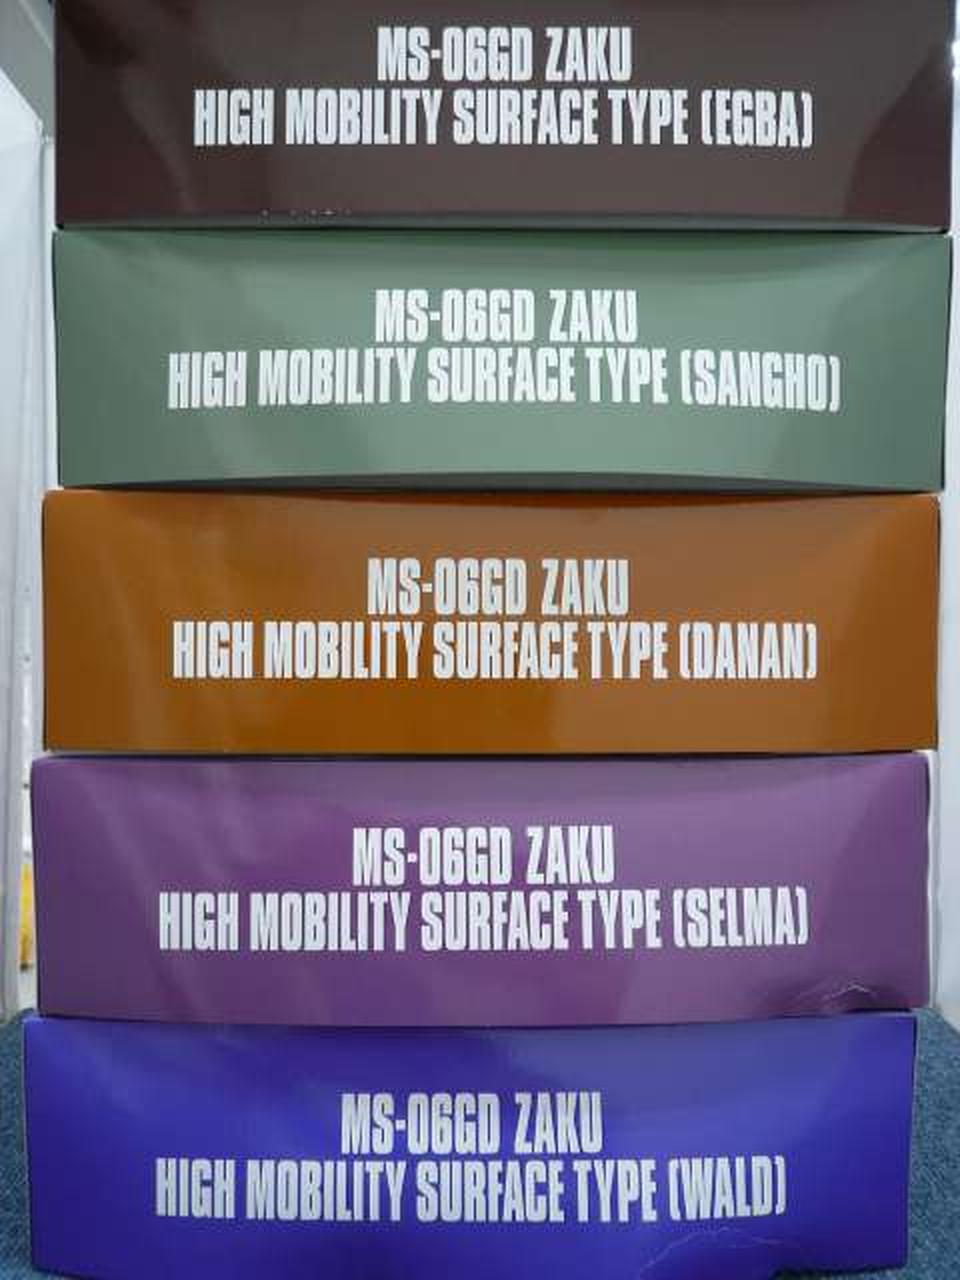 MS-06GD ZAKU
HIGH MOBILITY SURFACE TYPE (EGBA)
MS-06GD ZAKU
HIGH MOBILITY SURFACE TYPE (SANGHO)
MS-06GD ZAKU
HIGH MOBILITY SURFACE TYPE (DANAN)
MS-06GD ZAKU
HIGH MOBILITY SURFACE TYPE (SELMA)
MS-06GD ZAKU
HIGH MOBILITY SURFACE TYPE (WALD)